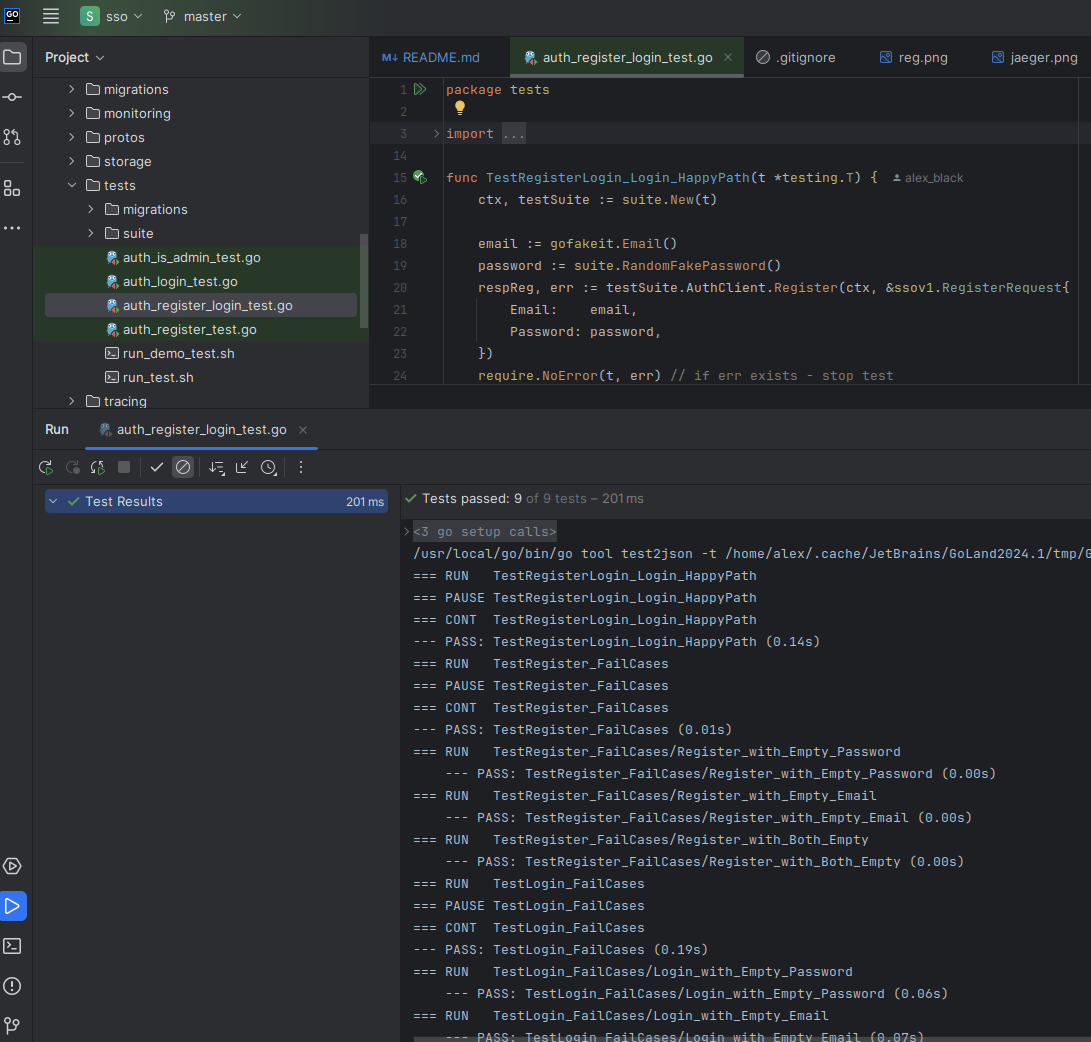 GO
S sso master
Project
README.md
auth_register_login_test.go
.gitignore
reg.png
jaeger.png
migrations
monitoring
protos
storage
tests
migrations
suite
auth_is_admin_test.go
auth_login_test.go
auth_register_login_test.go
auth_register_test.go
run_demo_test.sh
run_test.sh
tracing
1 package tests
2
3 import ...
14
15 func TestRegisterLogin_Login_HappyPath(t *testing.T) { alex_black
16 ctx, testSuite := suite.New(t)
17
18 email := gofakeit.Email()
19 password := suite.RandomFakePassword()
20 respReg, err := testSuite.AuthClient.Register(ctx, &ssov1.RegisterRequest{
21 Email:    email,
22 Password: password,
23 })
24 require.NoError(t, err) // if err exists - stop test
Run auth_register_login_test.go
Test Results 201 ms
Tests passed: 9 of 9 tests – 201 ms
<3 go setup calls>
/usr/local/go/bin/go tool test2json -t /home/alex/.cache/JetBrains/GoLand2024.1/tmp/G
=== RUN   TestRegisterLogin_Login_HappyPath
=== PAUSE TestRegisterLogin_Login_HappyPath
=== CONT  TestRegisterLogin_Login_HappyPath
--- PASS: TestRegisterLogin_Login_HappyPath (0.14s)
=== RUN   TestRegister_FailCases
=== PAUSE TestRegister_FailCases
=== CONT  TestRegister_FailCases
--- PASS: TestRegister_FailCases (0.01s)
=== RUN   TestRegister_FailCases/Register_with_Empty_Password
--- PASS: TestRegister_FailCases/Register_with_Empty_Password (0.00s)
=== RUN   TestRegister_FailCases/Register_with_Empty_Email
--- PASS: TestRegister_FailCases/Register_with_Empty_Email (0.00s)
=== RUN   TestRegister_FailCases/Register_with_Both_Empty
--- PASS: TestRegister_FailCases/Register_with_Both_Empty (0.00s)
=== RUN   TestLogin_FailCases
=== PAUSE TestLogin_FailCases
=== CONT  TestLogin_FailCases
--- PASS: TestLogin_FailCases (0.19s)
=== RUN   TestLogin_FailCases/Login_with_Empty_Password
--- PASS: TestLogin_FailCases/Login_with_Empty_Password (0.06s)
=== RUN   TestLogin_FailCases/Login_with_Empty_Email
--- PASS: TestLogin_FailCases/Login_with_Empty_Email (0.07s)